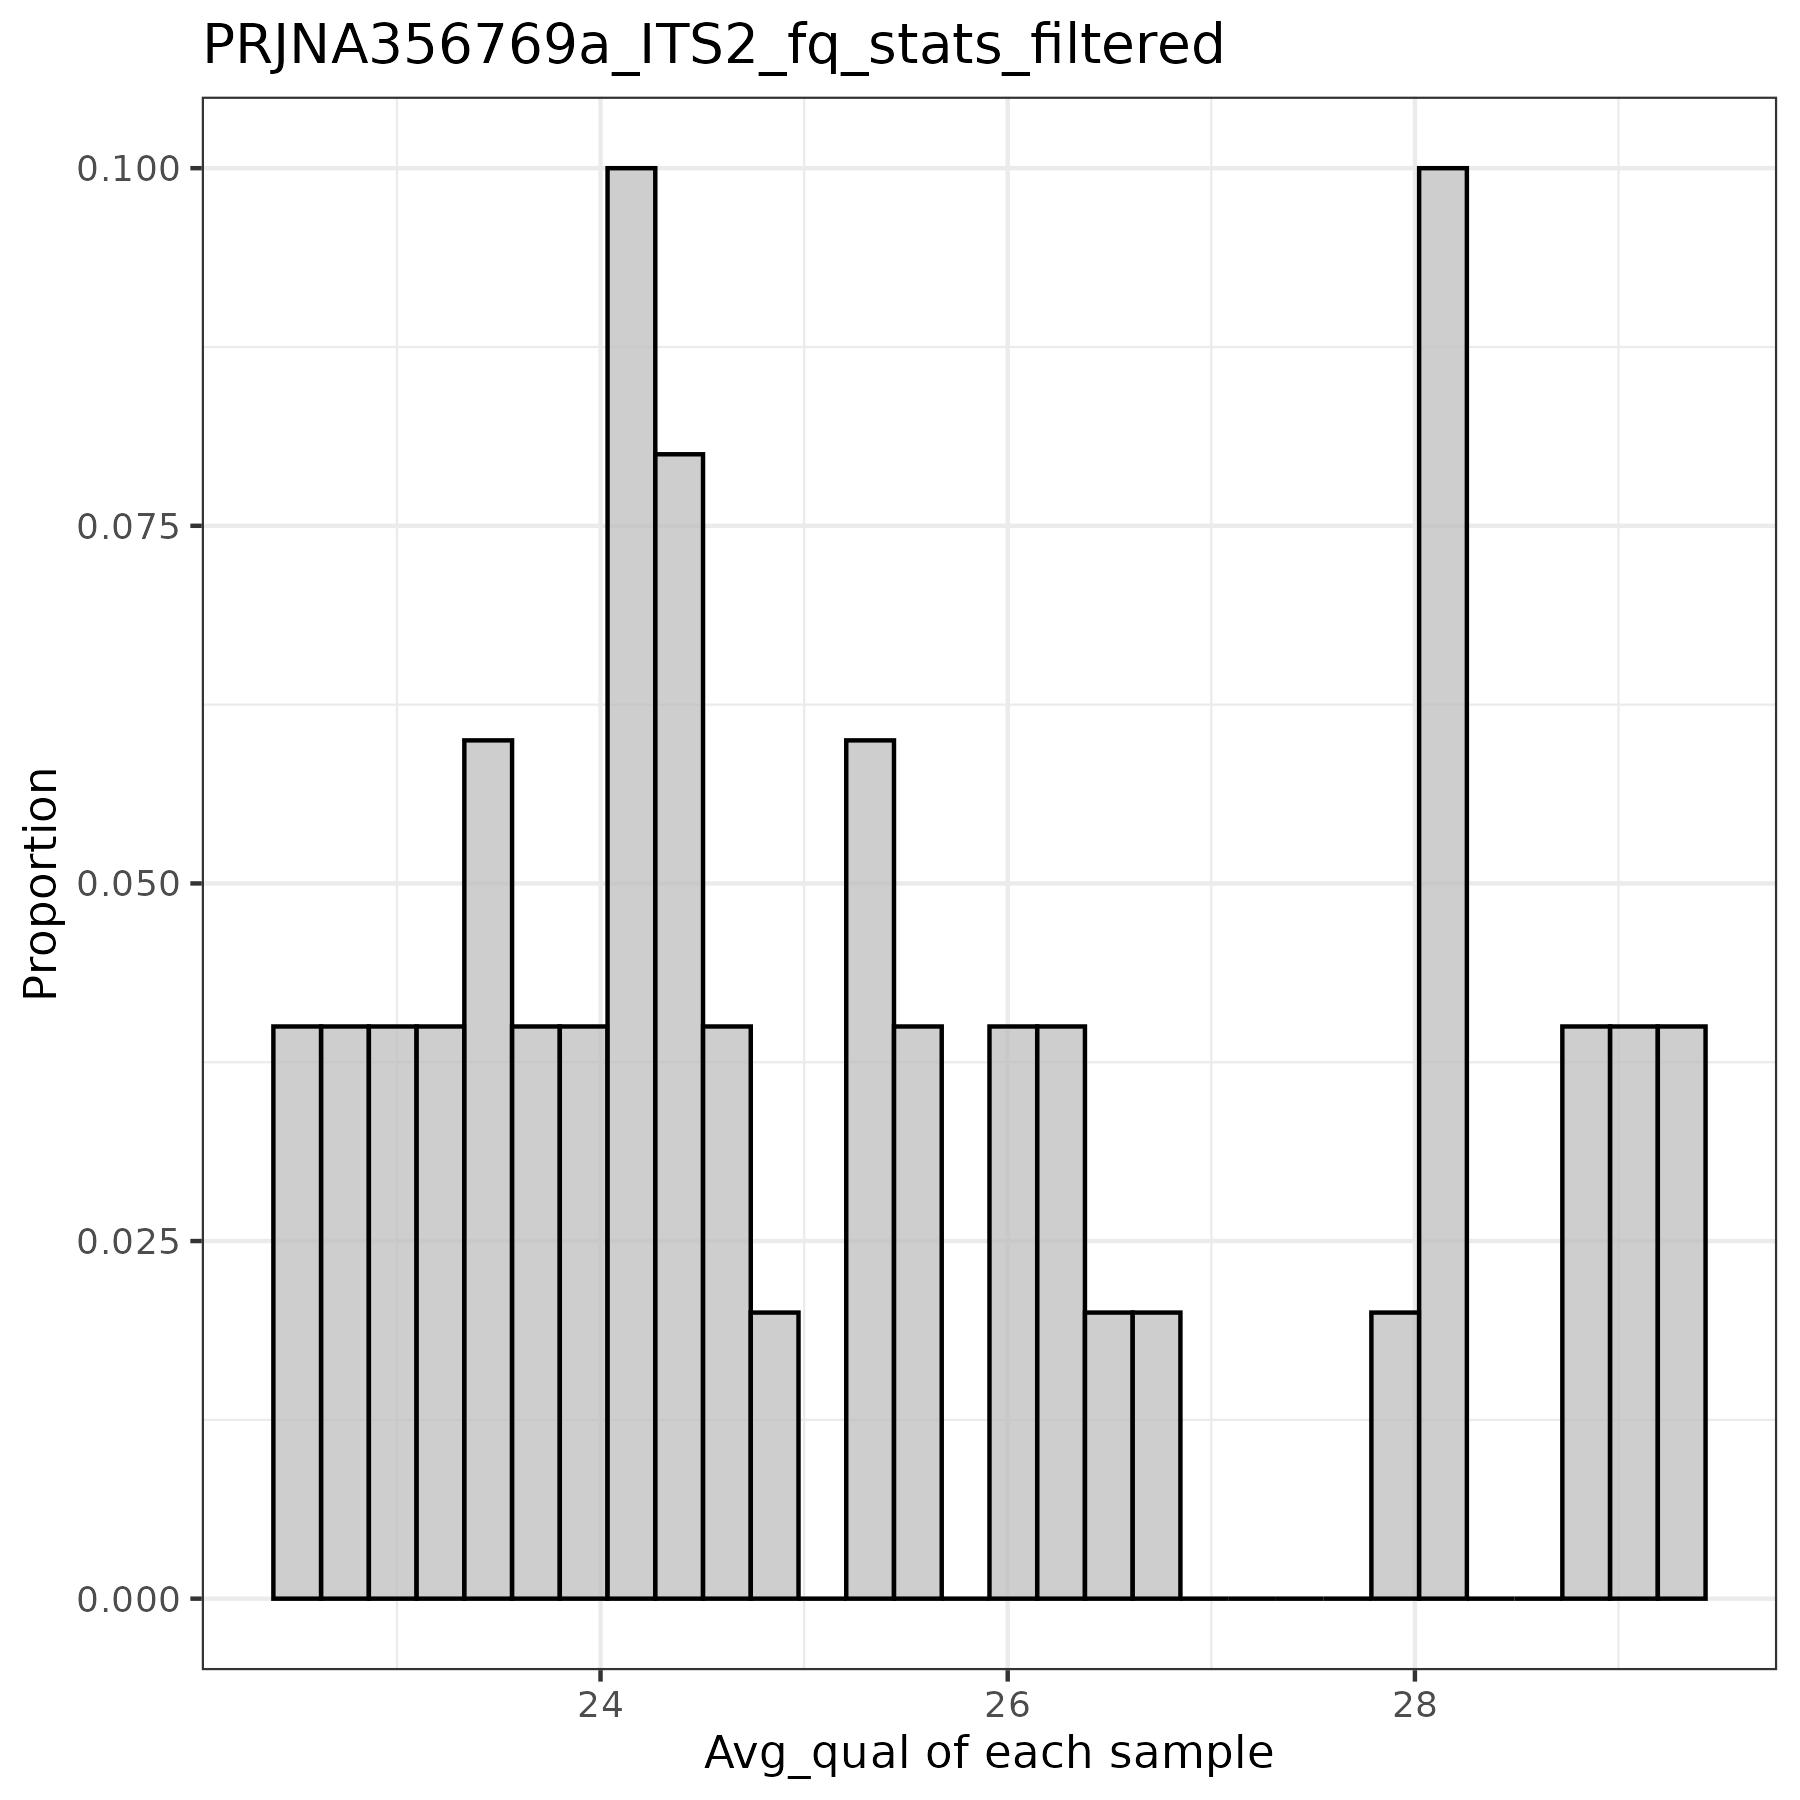 PRJNA356769a_ITS2_fq_stats_filtered
0.100
0.075
0.050
0.025
0.000
Proportion
24
26
28
Avg_qual of each sample